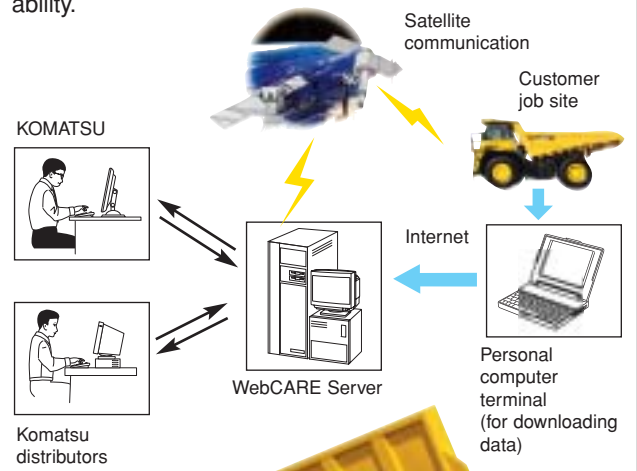 ability.
Satellite
communication
Customer
job site
KOMATSU
Internet
WebCARE Server
Personal
computer
terminal
(for downloading
data)
Komatsu
distributors